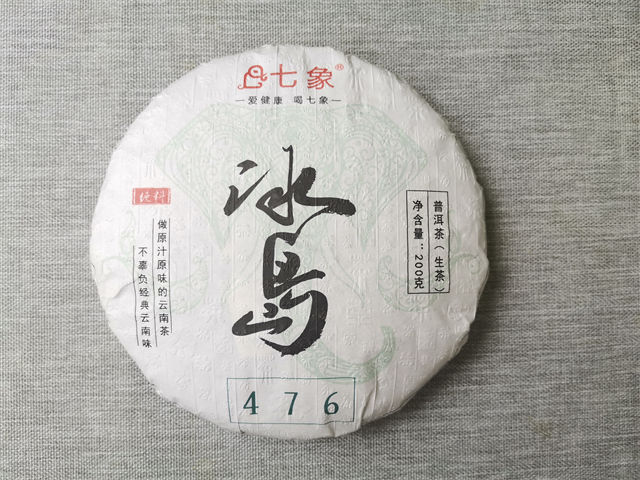 七象®
爱健康 喝七象
冰岛
普洱茶（生茶）
净含量：200克
纯料
做原汁原味的云南茶
不辜负经典云南味
476